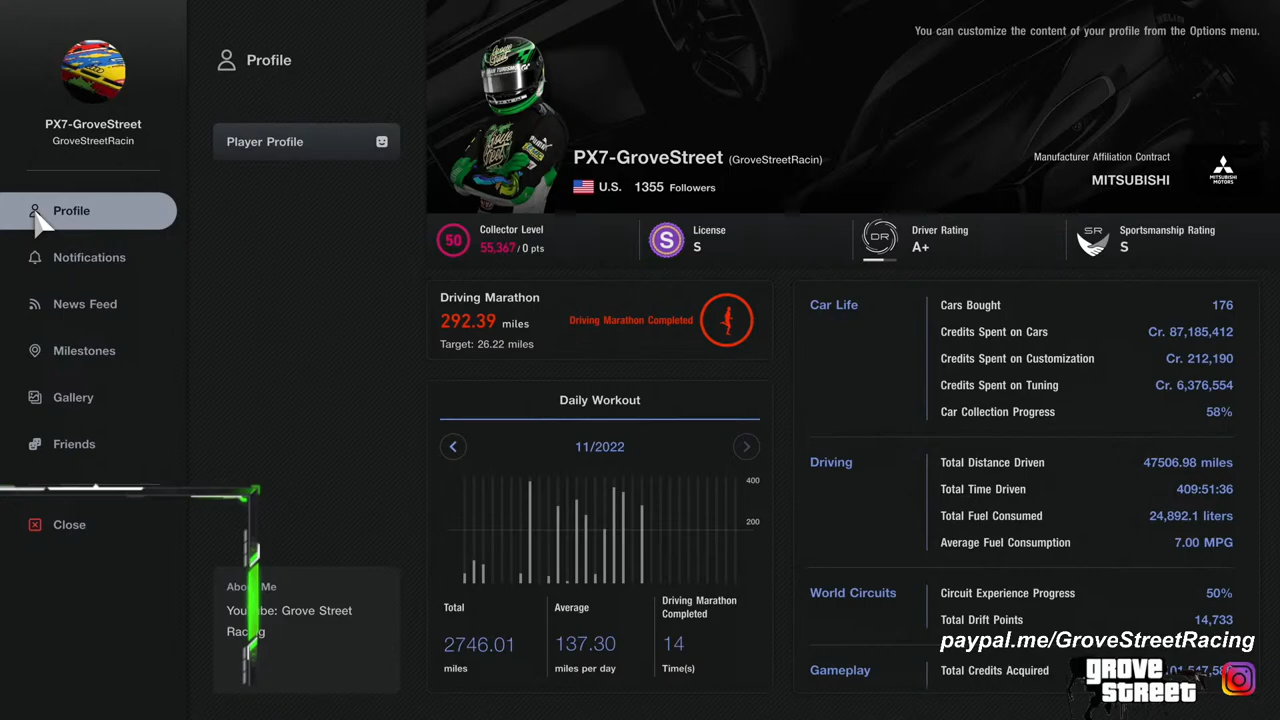 PX7-GroveStreet
GroveStreetRacin
Profile
Notifications
News Feed
Milestones
Gallery
Friends
Close
Profile
Player Profile
About Me
YouTube: Grove Street
Racing
You can customize the content of your profile from the Options menu.
PX7-GroveStreet (GroveStreetRacin)
U.S. 1355 Followers
Manufacturer Affiliation Contract
MITSUBISHI
MITSUBISHI
MOTORS
50 Collector Level
55,367 / 0 pts
S License
S
DR Driver Rating
A+
SR Sportsmanship Rating
S
Driving Marathon
292.39 miles
Target: 26.22 miles
Driving Marathon Completed
Daily Workout
11/2022
400
200
Total
2746.01
miles
Average
137.30
miles per day
Driving Marathon
Completed
14
Time(s)
Car Life
Cars Bought 176
Credits Spent on Cars Cr. 87,185,412
Credits Spent on Customization Cr. 212,190
Credits Spent on Tuning Cr. 6,376,554
Car Collection Progress 58%
Driving
Total Distance Driven 47506.98 miles
Total Time Driven 409:51:36
Total Fuel Consumed 24,892.1 liters
Average Fuel Consumption 7.00 MPG
World Circuits
Circuit Experience Progress 50%
Total Drift Points 14,733
paypal.me/GroveStreetRacing
Gameplay
Total Credits Acquired
GROVE
STREET